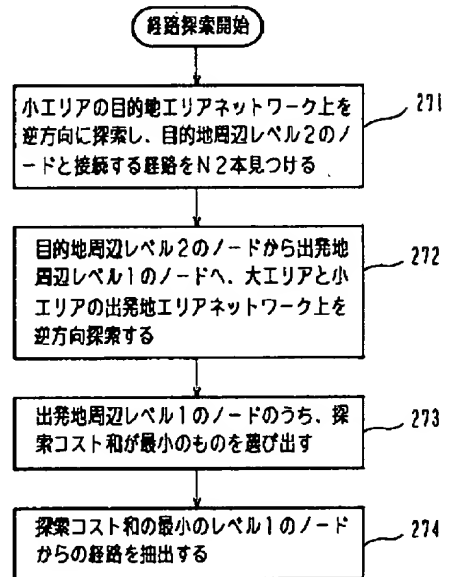 経路探索開始
小エリアの目的地エリアネットワーク上を
逆方向に探索し、目的地周辺レベル2のノ
ードと接続する経路をN2本見つける
271
目的地周辺レベル2のノードから出発地
周辺レベル1のノードへ、大エリアと小
エリアの出発地エリアネットワーク上を
逆方向探索する
272
出発地周辺レベル1のノードのうち、探
索コスト和が最小のものを選び出す
273
探索コスト和の最小のレベル1のノード
からの経路を抽出する
274